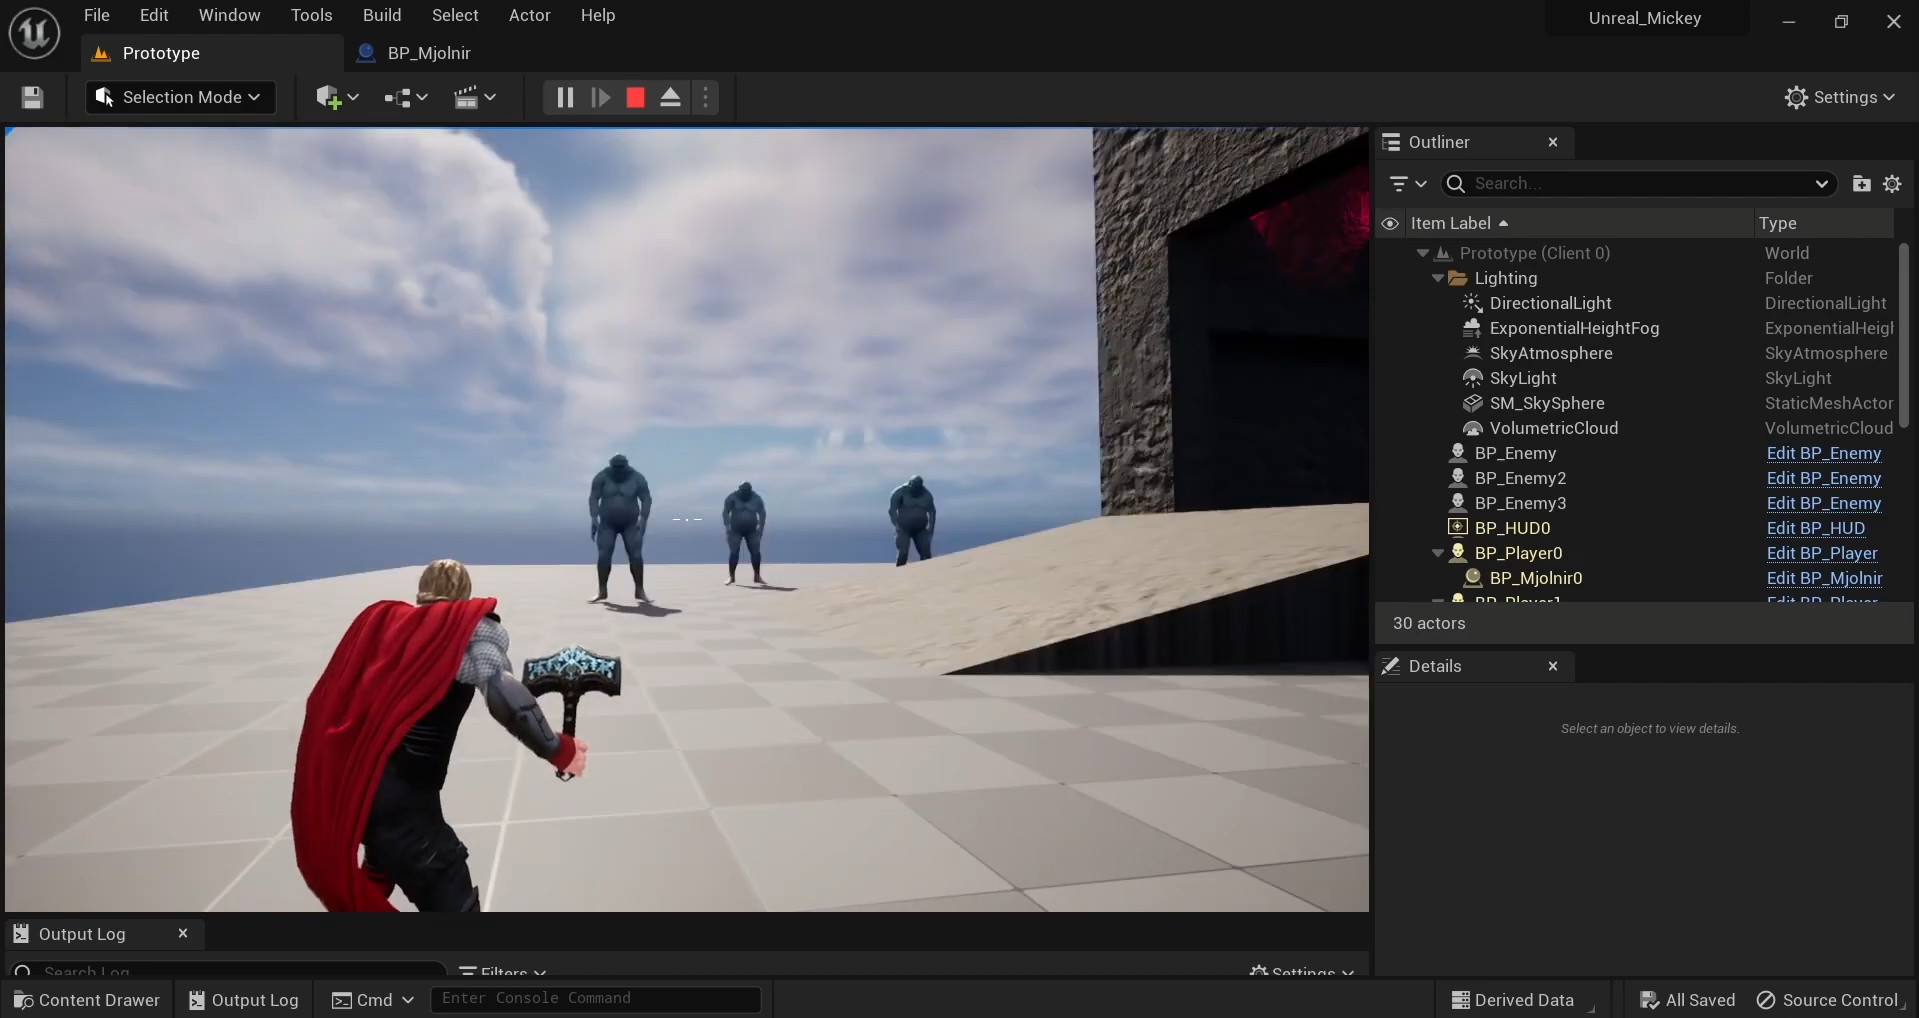 File Edit Window Tools Build Select Actor Help
Unreal_Mickey
Prototype
BP_Mjolnir
Selection Mode
Settings
Outliner
Search...
Item Label Type
Prototype (Client 0) World
Lighting Folder
DirectionalLight DirectionalLight
ExponentialHeightFog ExponentialHeigh
SkyAtmosphere SkyAtmosphere
SkyLight SkyLight
SM_SkySphere StaticMeshActor
VolumetricCloud VolumetricCloud
BP_Enemy Edit BP_Enemy
BP_Enemy2 Edit BP_Enemy
BP_Enemy3 Edit BP_Enemy
BP_HUD0 Edit BP_HUD
BP_Player0 Edit BP_Player
BP_Mjolnir0 Edit BP_Mjolnir
BP_Player1 Edit BP_Player
30 actors
Details
Select an object to view details.
Output Log
Search Log Filters Settings
Content Drawer Output Log Cmd Enter Console Command Derived Data All Saved Source Control